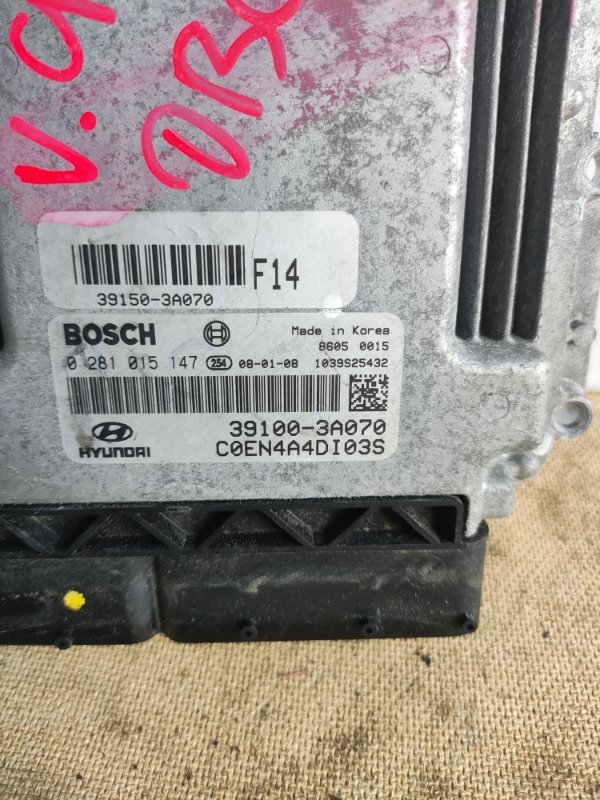 39150-3A070
F14
BOSCH
Made in Korea
8605 0015
0 281 015 147 254 08-01-08 1039S25432
39100-3A070
HYUNDAI
C0EN4A4DI03S